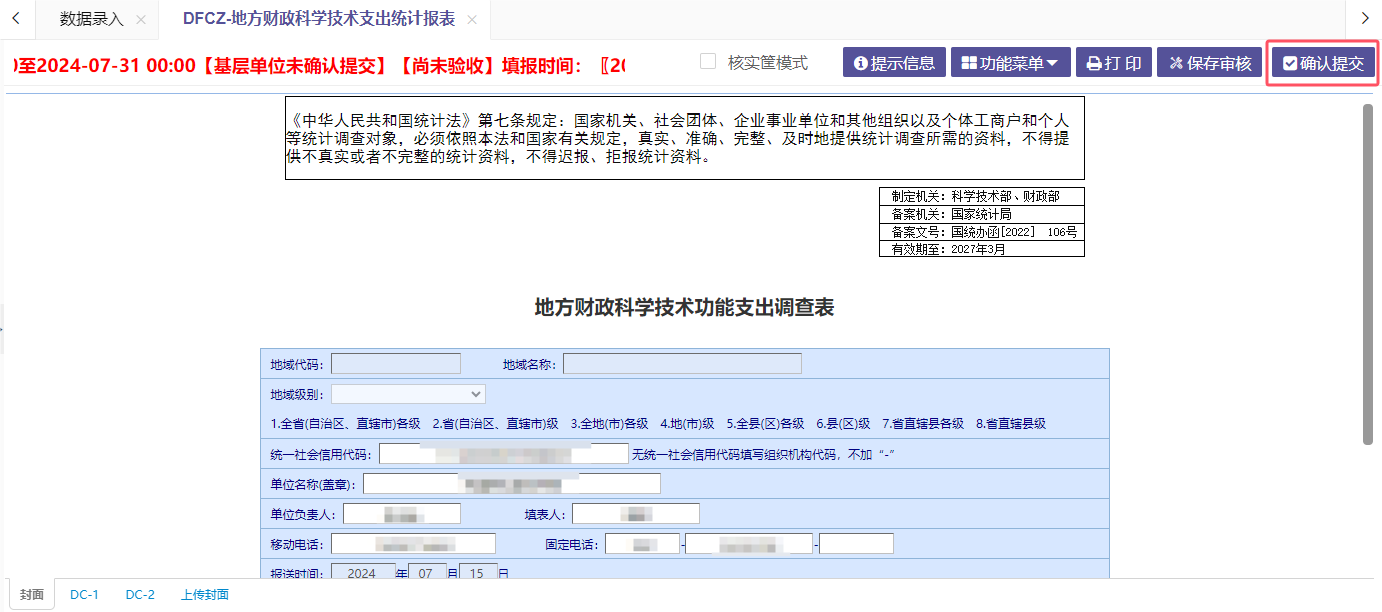 数据录入
DFCZ-地方财政科学技术支出统计报表
至2024-07-31 00:00【基层单位未确认提交】【尚未验收】填报时间：〖20
核实筐模式
提示信息
功能菜单
打 印
保存审核
确认提交
《中华人民共和国统计法》第七条规定：国家机关、社会团体、企业事业单位和其他组织以及个体工商户和个人
等统计调查对象，必须依照本法和国家有关规定，真实、准确、完整、及时地提供统计调查所需的资料，不得提
供不真实或者不完整的统计资料，不得迟报、拒报统计资料。
制定机关：科学技术部、财政部
备案机关：国家统计局
备案文号：国统办函[2022] 106号
有效期至：2027年3月
地方财政科学技术功能支出调查表
地域代码： 地域名称：
地域级别：
1.全省(自治区、直辖市)各级 2.省(自治区、直辖市)级 3.全地(市)各级 4.地(市)级 5.全县(区)各级 6.县(区)级 7.省直辖县各级 8.省直辖县级
统一社会信用代码： 无统一社会信用代码填写组织机构代码，不加“-”
单位名称(盖章)：
单位负责人： 填表人：
移动电话： 固定电话： - -
报送时间： 2024 年 07 月 15 日
封面 DC-1 DC-2 上传封面